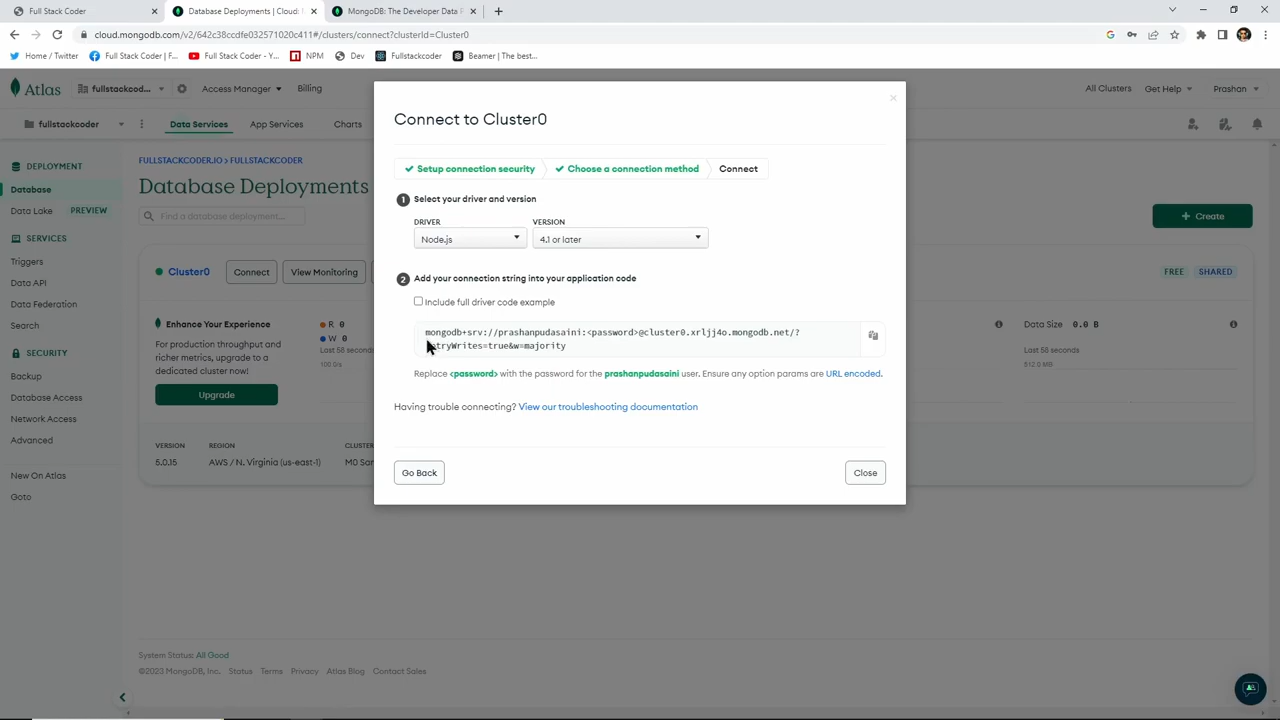 Full Stack Coder
Database Deployments | Cloud: 
MongoDB: The Developer Data P
cloud.mongodb.com/v2/642c38ccdfe032571020c411#/clusters/connect?clusterId=Cluster0
Home / Twitter
Full Stack Coder | F...
Full Stack Coder - Y...
NPM
Dev
Fullstackcoder
Beamer | The best...
Atlas
fullstackcod...
Access Manager
Billing
All Clusters
Get Help
Prashan
fullstackcoder
Data Services
App Services
Charts
DEPLOYMENT
Database
Data Lake PREVIEW
SERVICES
Triggers
Data API
Data Federation
Search
SECURITY
Backup
Database Access
Network Access
Advanced
New On Atlas
Goto
FULLSTACKCODER.IO > FULLSTACKCODER
Database Deployments
Find a database deployment...
Create
Cluster0
Connect
View Monitoring
FREE
SHARED
Enhance Your Experience
For production throughput and
richer metrics, upgrade to a
dedicated cluster now!
Upgrade
R 0
W 0
Last 58 seconds
100.0/s
Data Size 0.0 B
Last 58 seconds
512.0 MB
VERSION
5.0.15
REGION
AWS / N. Virginia (us-east-1)
CLUSTER
M0 San
Connect to Cluster0
Setup connection security
Choose a connection method
Connect
1 Select your driver and version
DRIVER
Node.js
VERSION
4.1 or later
2 Add your connection string into your application code
Include full driver code example
mongodb+srv://prashanpudasaini:<password>@cluster0.xrljj4o.mongodb.net/?
retryWrites=true&w=majority
Replace <password> with the password for the prashanpudasaini user. Ensure any option params are URL encoded.
Having trouble connecting? View our troubleshooting documentation
Go Back
Close
System Status: All Good
©2023 MongoDB, Inc. Status Terms Privacy Atlas Blog Contact Sales